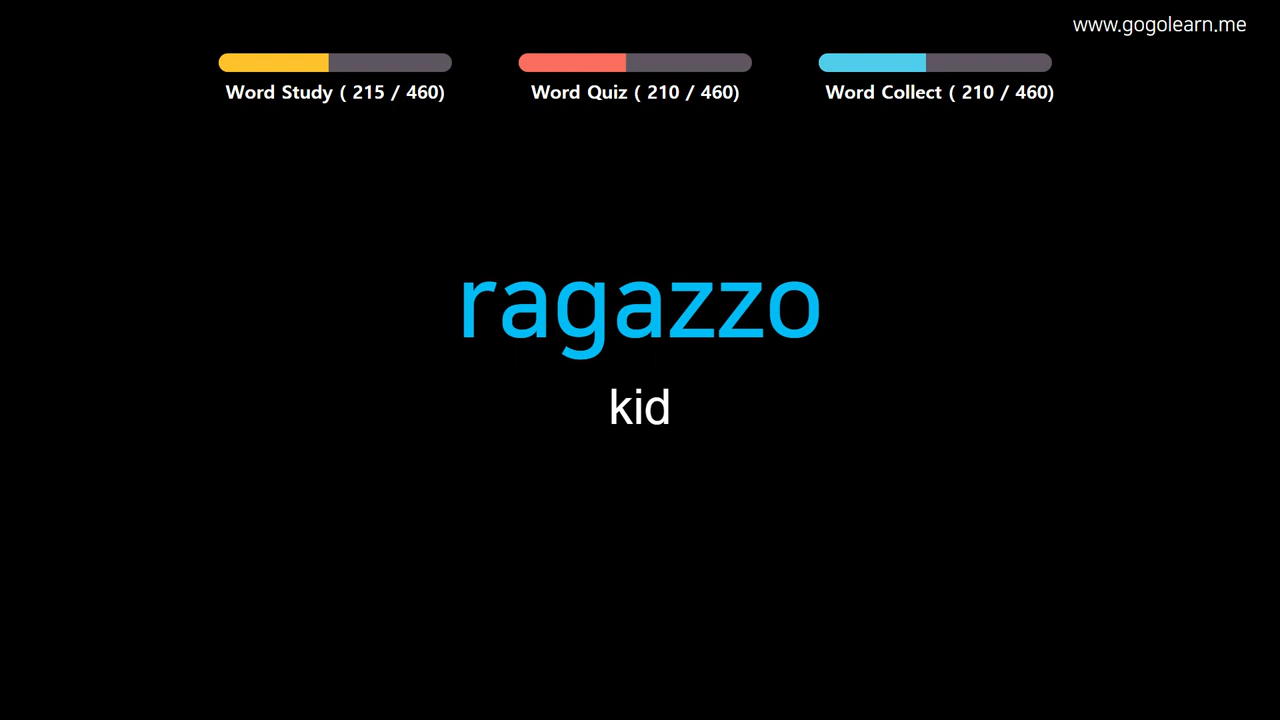 www.gogolearn.me
Word Study ( 215 / 460)
Word Quiz ( 210 / 460)
Word Collect ( 210 / 460)
ragazzo
kid